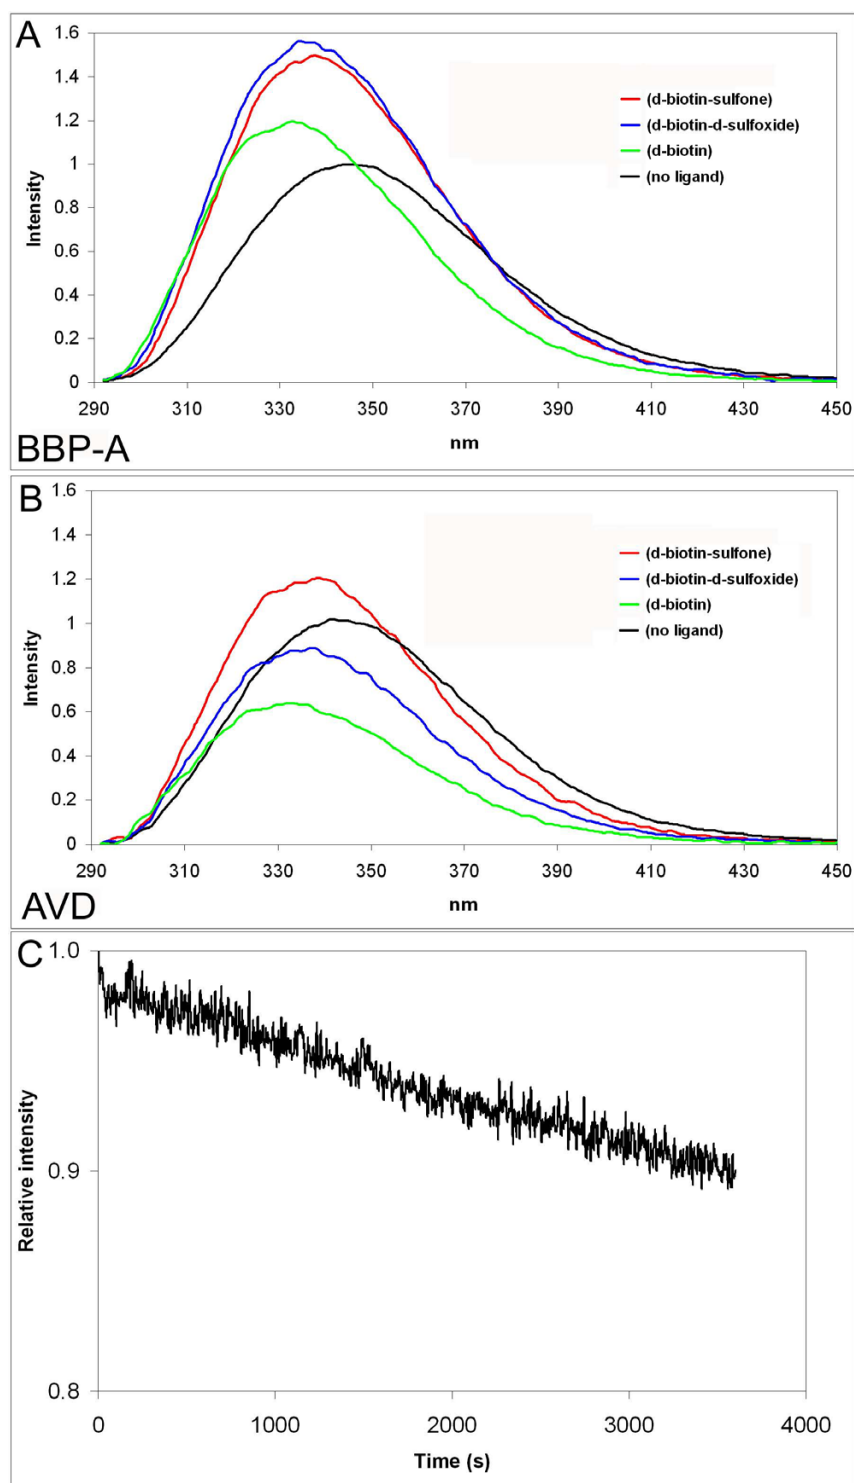 A
1.6
1.4
1.2
1
0.8
0.6
0.4
0.2
0
Intensity
(d-biotin-sulfone)
(d-biotin-d-sulfoxide)
(d-biotin)
(no ligand)
290 310 330 350 370 390 410 430 450
nm
BBP-A
B
1.6
1.4
1.2
1
0.8
0.6
0.4
0.2
0
Intensity
(d-biotin-sulfone)
(d-biotin-d-sulfoxide)
(d-biotin)
(no ligand)
290 310 330 350 370 390 410 430 450
nm
AVD
C
1.0
0.9
0.8
Relative intensity
0 1000 2000 3000 4000
Time (s)